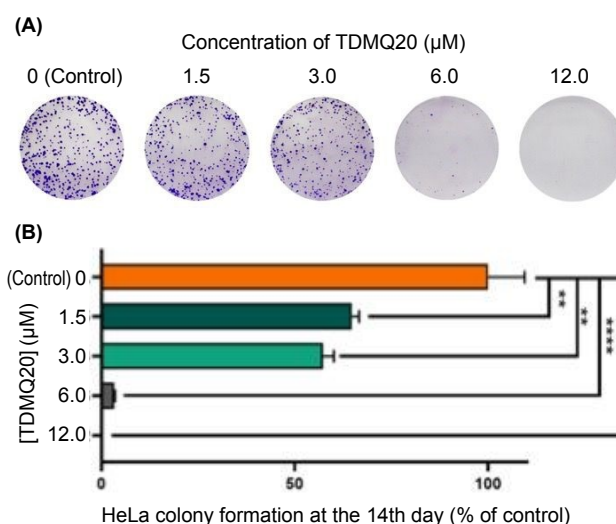 (A)
Concentration of TDMQ20 (µM)
0 (Control) 1.5 3.0 6.0 12.0
(B)
(Control) 0
1.5
3.0
6.0
12.0
[TDMQ20] (µM)
**
**
****
0 50 100
HeLa colony formation at the 14th day (% of control)